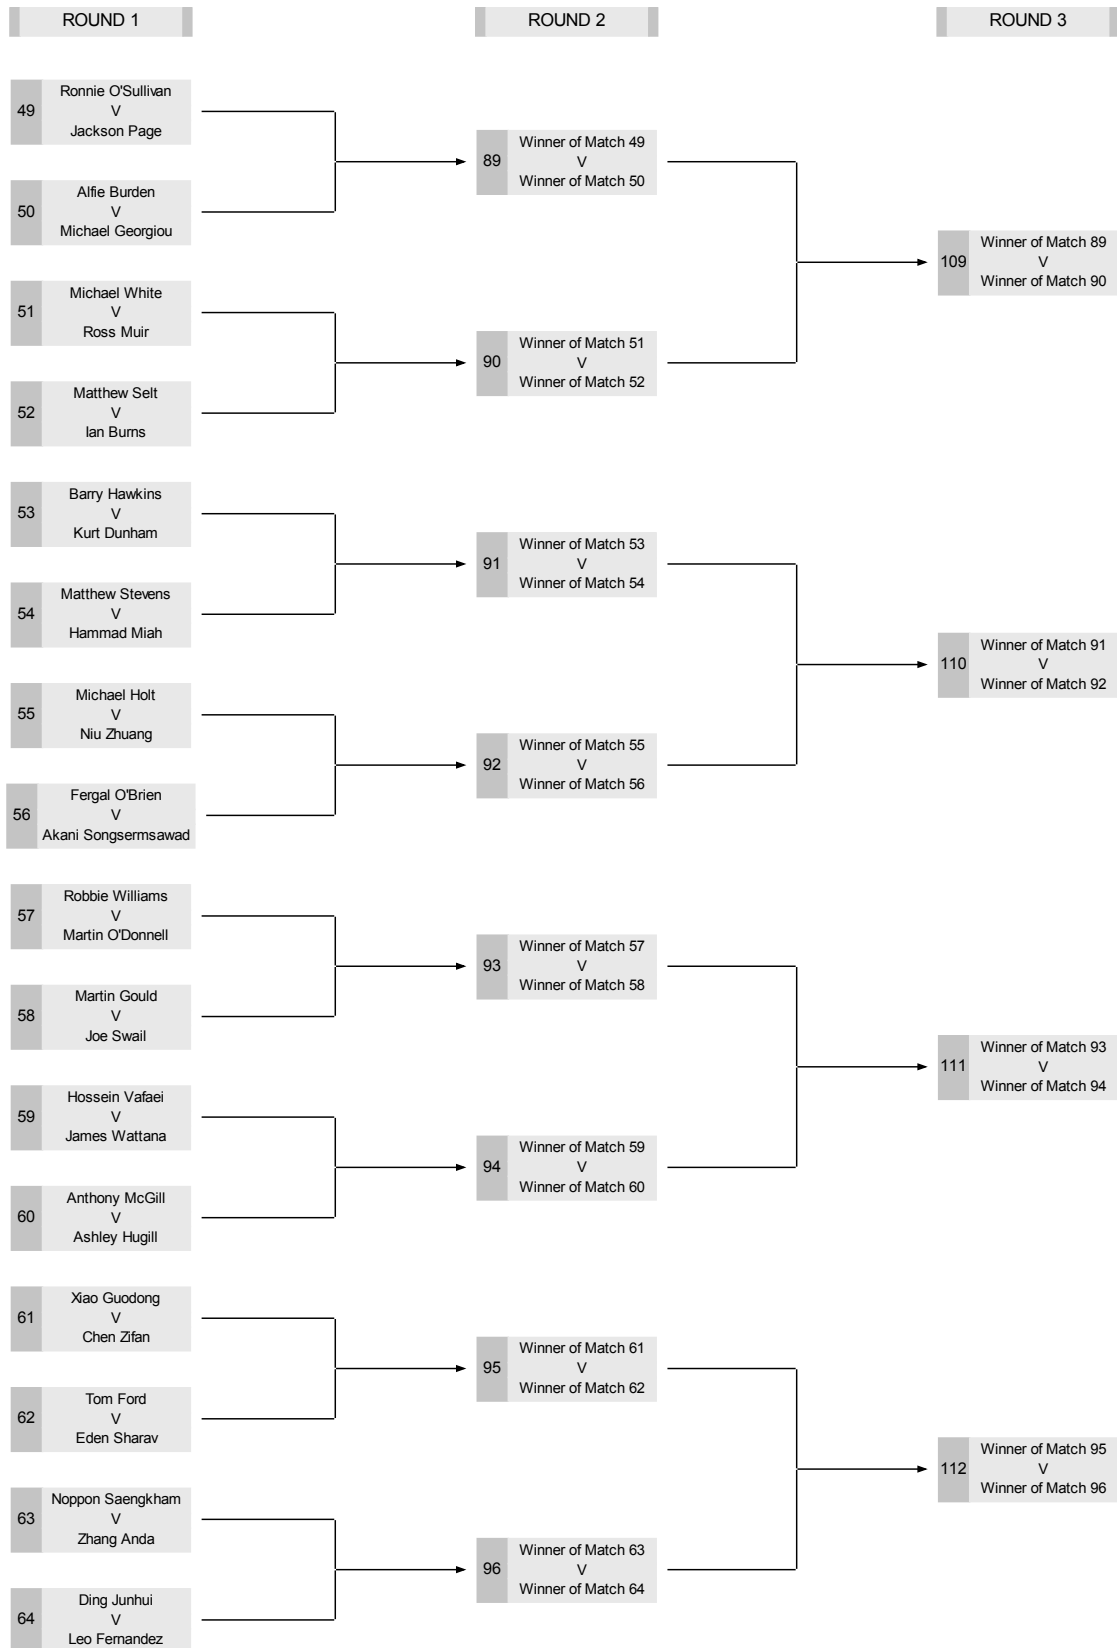 ROUND 1
ROUND 2
ROUND 3
49
Ronnie O'Sullivan
V
Jackson Page
50
Alfie Burden
V
Michael Georgiou
51
Michael White
V
Ross Muir
52
Matthew Selt
V
Ian Burns
53
Barry Hawkins
V
Kurt Dunham
54
Matthew Stevens
V
Hammad Miah
55
Michael Holt
V
Niu Zhuang
56
Fergal O'Brien
V
Akani Songsermsawad
57
Robbie Williams
V
Martin O'Donnell
58
Martin Gould
V
Joe Swail
59
Hossein Vafaei
V
James Wattana
60
Anthony McGill
V
Ashley Hugill
61
Xiao Guodong
V
Chen Zifan
62
Tom Ford
V
Eden Sharav
63
Noppon Saengkham
V
Zhang Anda
64
Ding Junhui
V
Leo Fernandez
89
Winner of Match 49
V
Winner of Match 50
90
Winner of Match 51
V
Winner of Match 52
91
Winner of Match 53
V
Winner of Match 54
92
Winner of Match 55
V
Winner of Match 56
93
Winner of Match 57
V
Winner of Match 58
94
Winner of Match 59
V
Winner of Match 60
95
Winner of Match 61
V
Winner of Match 62
96
Winner of Match 63
V
Winner of Match 64
109
Winner of Match 89
V
Winner of Match 90
110
Winner of Match 91
V
Winner of Match 92
111
Winner of Match 93
V
Winner of Match 94
112
Winner of Match 95
V
Winner of Match 96